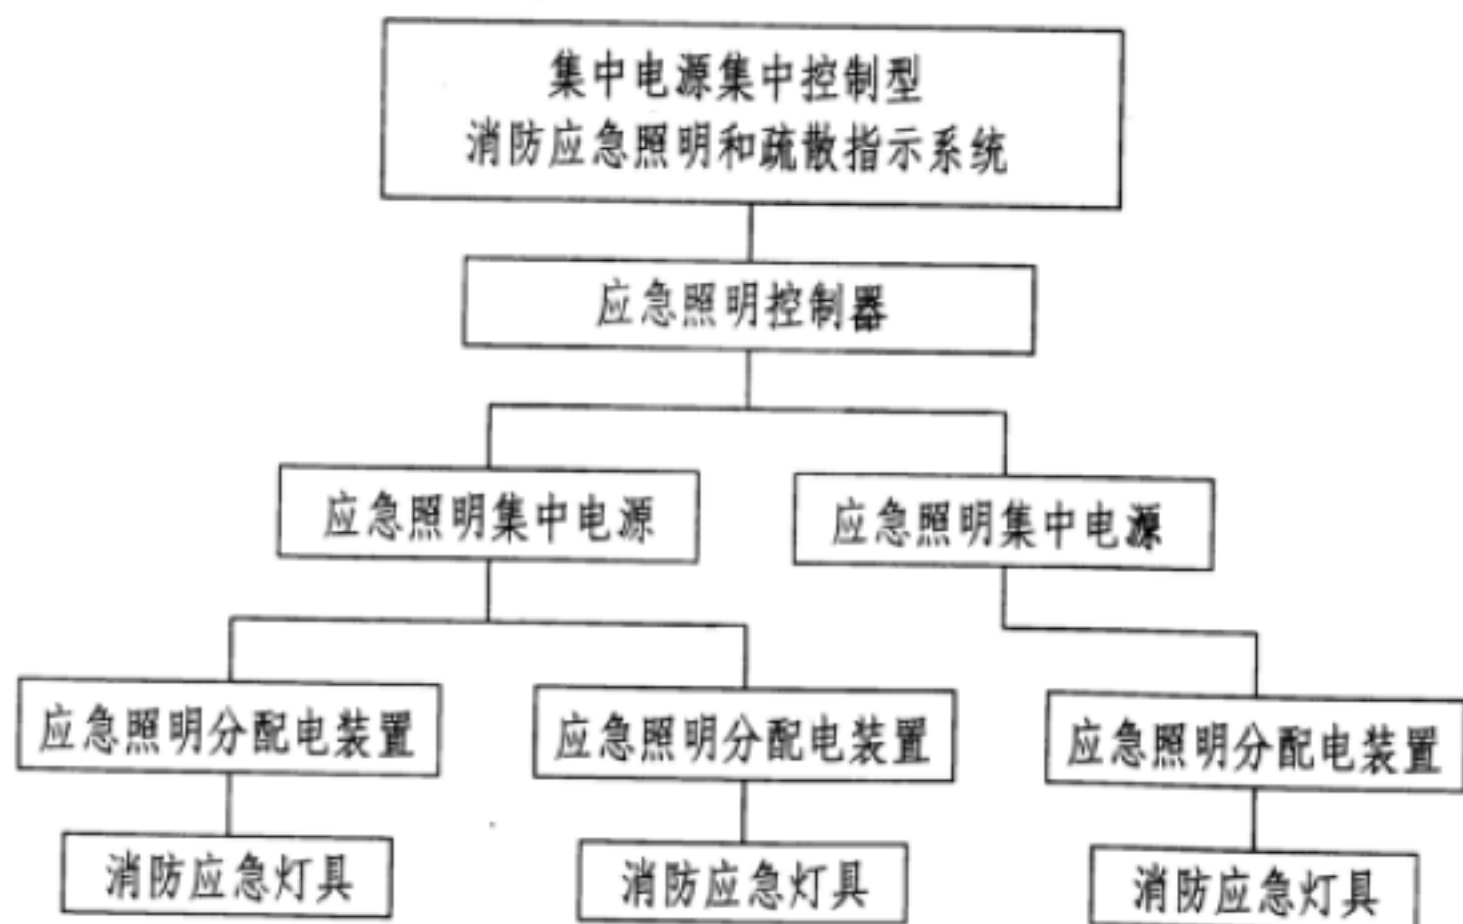 集中电源集中控制型
消防应急照明和疏散指示系统
应急照明控制器
应急照明集中电源
应急照明集中电源
应急照明分配电装置
应急照明分配电装置
应急照明分配电装置
消防应急灯具
消防应急灯具
消防应急灯具